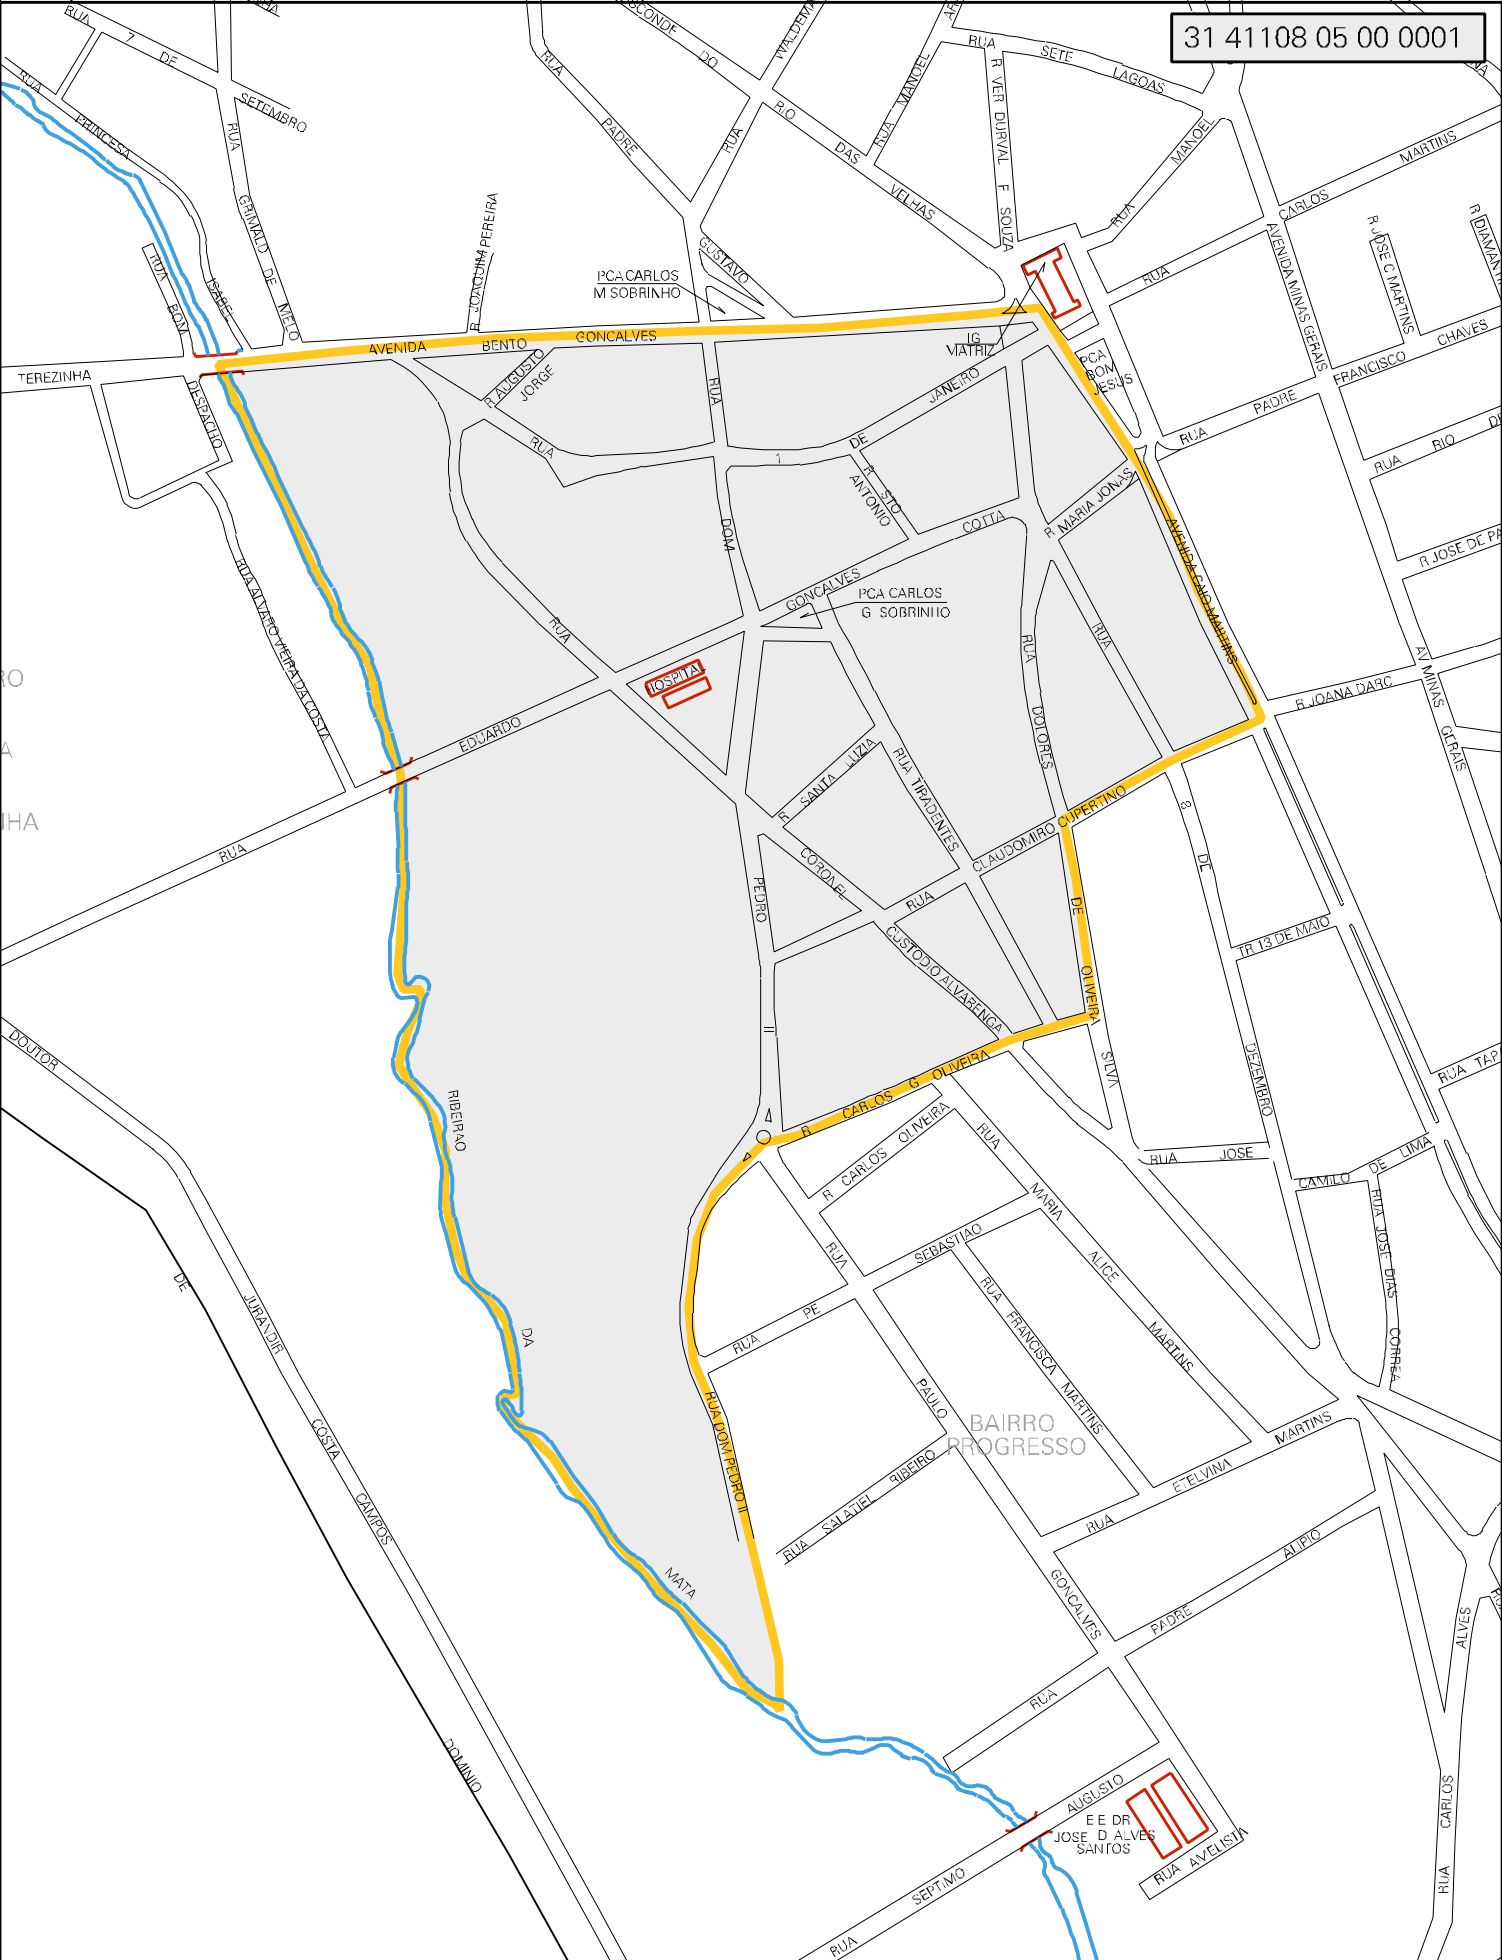 31 41108 05 00 0001
RUA 7 DE SETEMBRO
RUA PRINCESA ISABEL
RUA GRIMALD DE MELO
RUA BOM DESPACHO
R JOAQUIM PEREIRA
RUA PADRE GUSTAVO
RUA WALDEMA
VISCONDE DO RIO DAS VELHAS
RUA MANOEL
RUA SETE LAGOAS
R VER DURVAL F SOUZA
RUA MANOEL
RUA CARLOS MARTINS
AVENIDA MINAS GERAIS
R JOSE C MARTINS
R DIAMANT
PCA CARLOS
M SOBRINHO
AVENIDA BENTO GONCALVES
TEREZINHA
R AUGUSTO
JORGE
IG
MATRIZ
PCA
BOM
JESUS
RUA PADRE FRANCISCO CHAVES
RUA RIO DE
R JOSE DE PA
RUA 1 DE JANEIRO
R STO
ANTONIO
R MARIA JONAS
AVENIDA CAIO MARTINS
RUA DOM PEDRO II
RUA EDUARDO GONCALVES COTTA
PCA CARLOS
G SOBRINHO
HOSPITAL
RUA ALVARO VIEIRA DA COSTA
RO
A
HA
RUA CORONEL CUSTODIO ALVARENGA
R SANTA LUZIA
RUA TIRADENTES
RUA DOLORES DE OLIVEIRA SILVA
RUA 8 DE DEZEMBRO
RUA CLAUDOMIRO CUPERTINO
R JOANA DARC
AV MINAS GERAIS
TR 13 DE MAIO
RUA TAP
RUA JOSE CAMILO DE LIMA
RUA JOSE DIAS CORREA
R CARLOS G OLIVEIRA
R CARLOS OLIVEIRA
RUA MARIA ALICE MARTINS
RUA PE SEBASTIAO
RUA FRANCISCA MARTINS
RUA PAULO GONCALVES
RUA DOM PEDRO II
BAIRRO
PROGRESSO
RUA SALATIEL RIBEIRO
RUA ETELVINA MARTINS
RUA PADRE ALIPIO
RIBEIRAO DA MATA
DOUTOR JURANDIR COSTA CAMPOS
DE DOMINIO
RUA SEPTIMO AUGUSTO
E E DR
JOSE D ALVES
SANTOS
RUA AVELISTA
RUA CARLOS ALVES